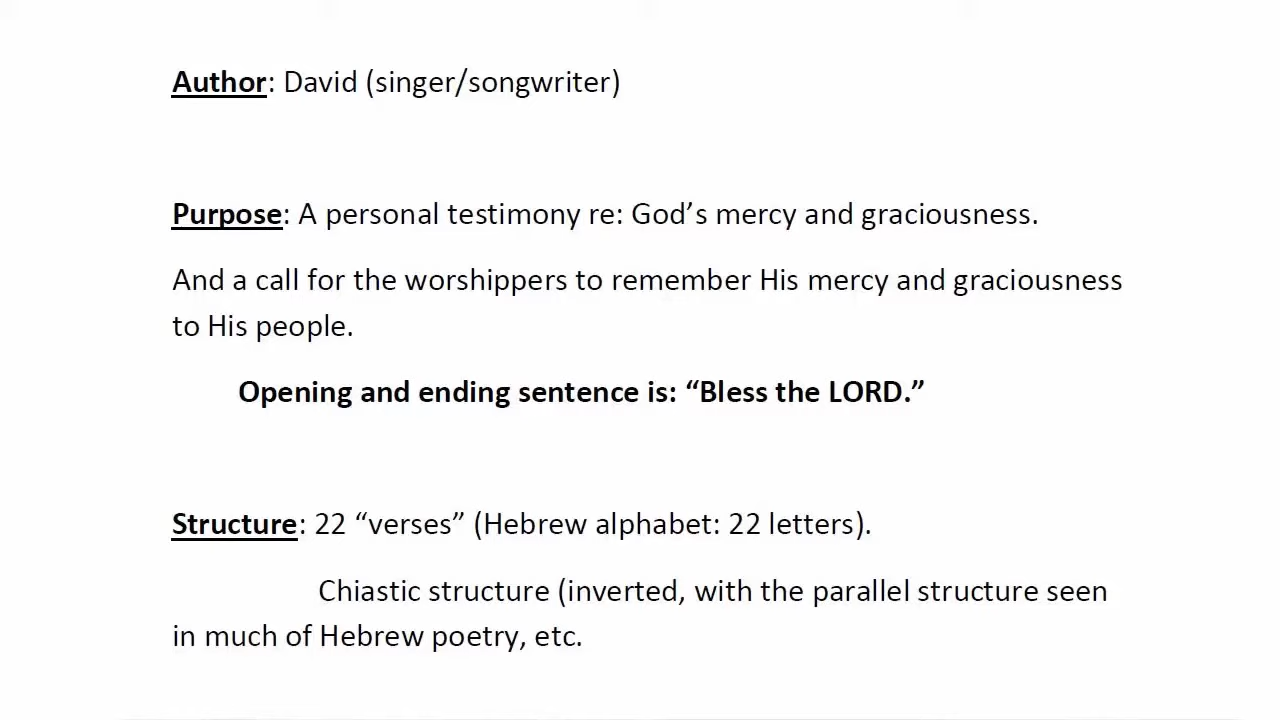 Author: David (singer/songwriter)
Purpose: A personal testimony re: God’s mercy and graciousness.
And a call for the worshippers to remember His mercy and graciousness
to His people.
Opening and ending sentence is: “Bless the LORD.”
Structure: 22 “verses” (Hebrew alphabet: 22 letters).
Chiastic structure (inverted, with the parallel structure seen
in much of Hebrew poetry, etc.